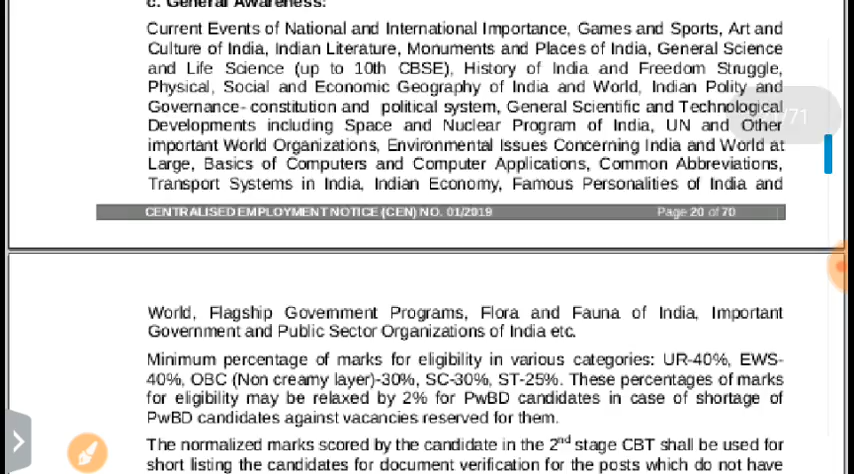 c. General Awareness:
Current Events of National and International Importance, Games and Sports, Art and
Culture of India, Indian Literature, Monuments and Places of India, General Science
and Life Science (up to 10th CBSE), History of India and Freedom Struggle,
Physical, Social and Economic Geography of India and World, Indian Polity and
Governance- constitution and political system, General Scientific and Technological
Developments including Space and Nuclear Program of India, UN and Other
important World Organizations, Environmental Issues Concerning India and World at
Large, Basics of Computers and Computer Applications, Common Abbreviations,
Transport Systems in India, Indian Economy, Famous Personalities of India and
/71
CENTRALISED EMPLOYMENT NOTICE (CEN) NO. 01/2019 Page 20 of 70
World, Flagship Government Programs, Flora and Fauna of India, Important
Government and Public Sector Organizations of India etc.
Minimum percentage of marks for eligibility in various categories: UR-40%, EWS-
40%, OBC (Non creamy layer)-30%, SC-30%, ST-25%. These percentages of marks
for eligibility may be relaxed by 2% for PwBD candidates in case of shortage of
PwBD candidates against vacancies reserved for them.
The normalized marks scored by the candidate in the 2nd stage CBT shall be used for
short listing the candidates for document verification for the posts which do not have